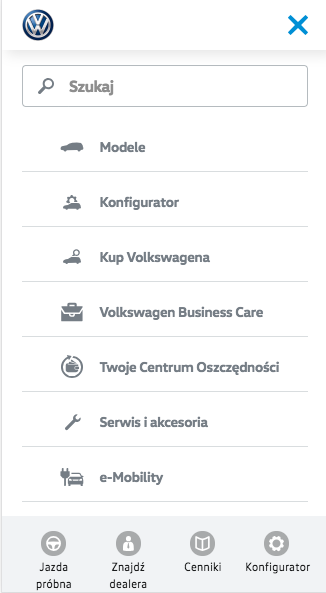 Szukaj
Modele
Konfigurator
Kup Volkswagena
Volkswagen Business Care
Twoje Centrum Oszczędności
Serwis i akcesoria
e-Mobility
Jazda
próbna
Znajdź
dealera
Cenniki
Konfigurator